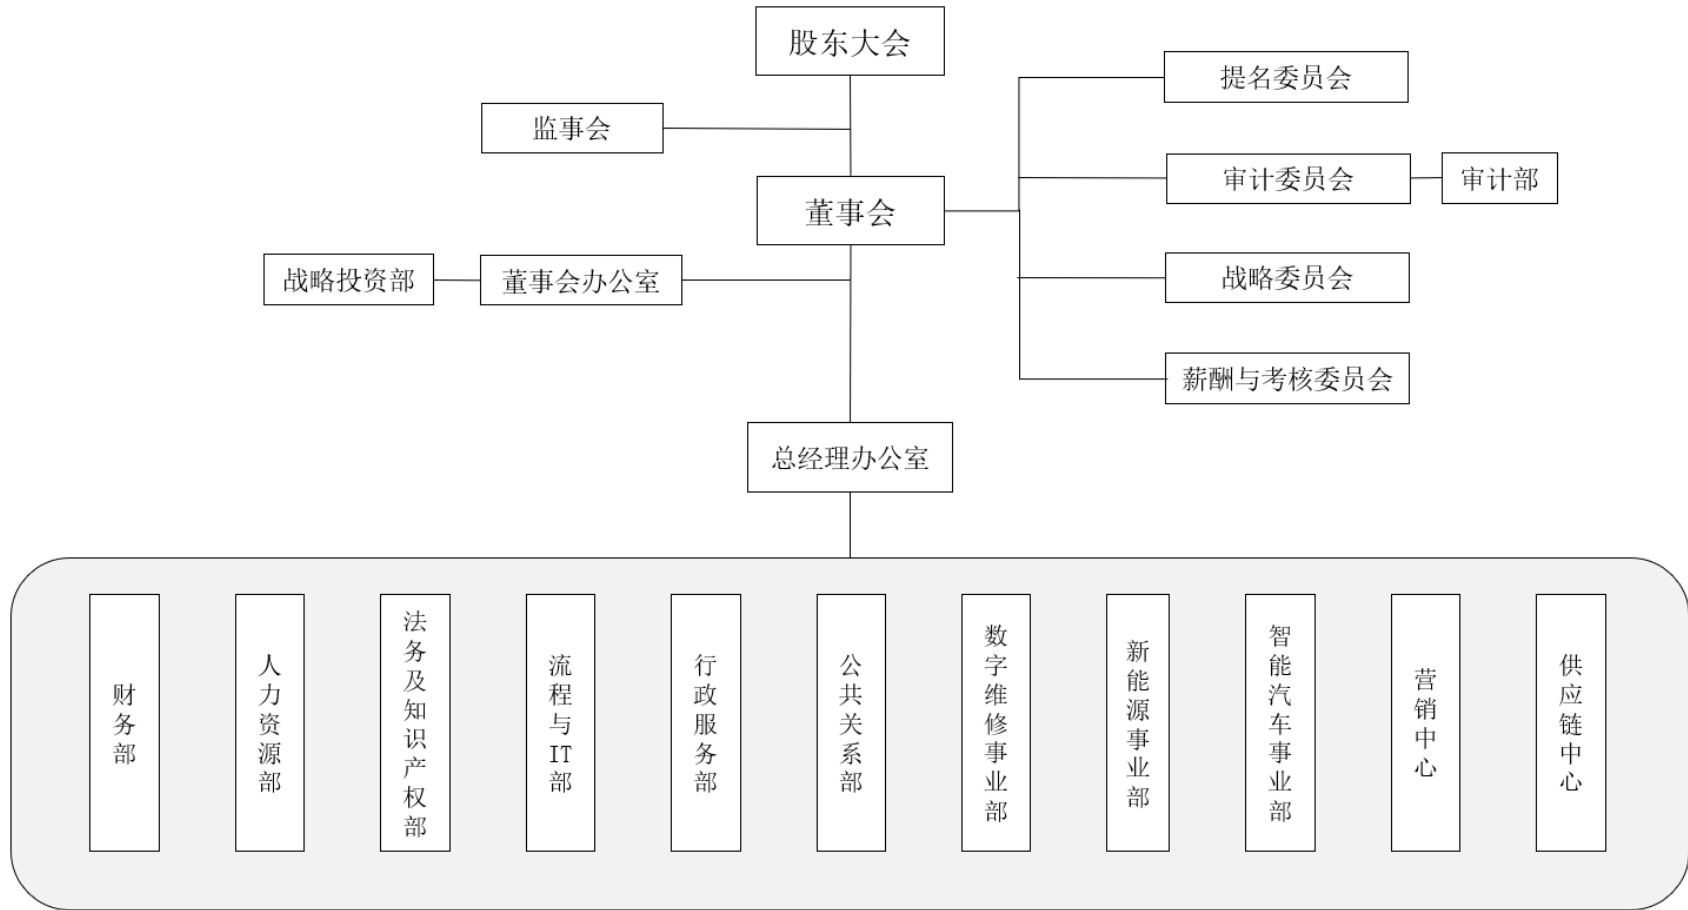 股东大会
提名委员会
监事会
审计委员会
审计部
董事会
战略投资部
董事会办公室
战略委员会
薪酬与考核委员会
总经理办公室
财务部
人力资源部
法务及知识产权部
流程与IT部
行政服务部
公共关系部
数字维修事业部
新能源事业部
智能汽车事业部
营销中心
供应链中心